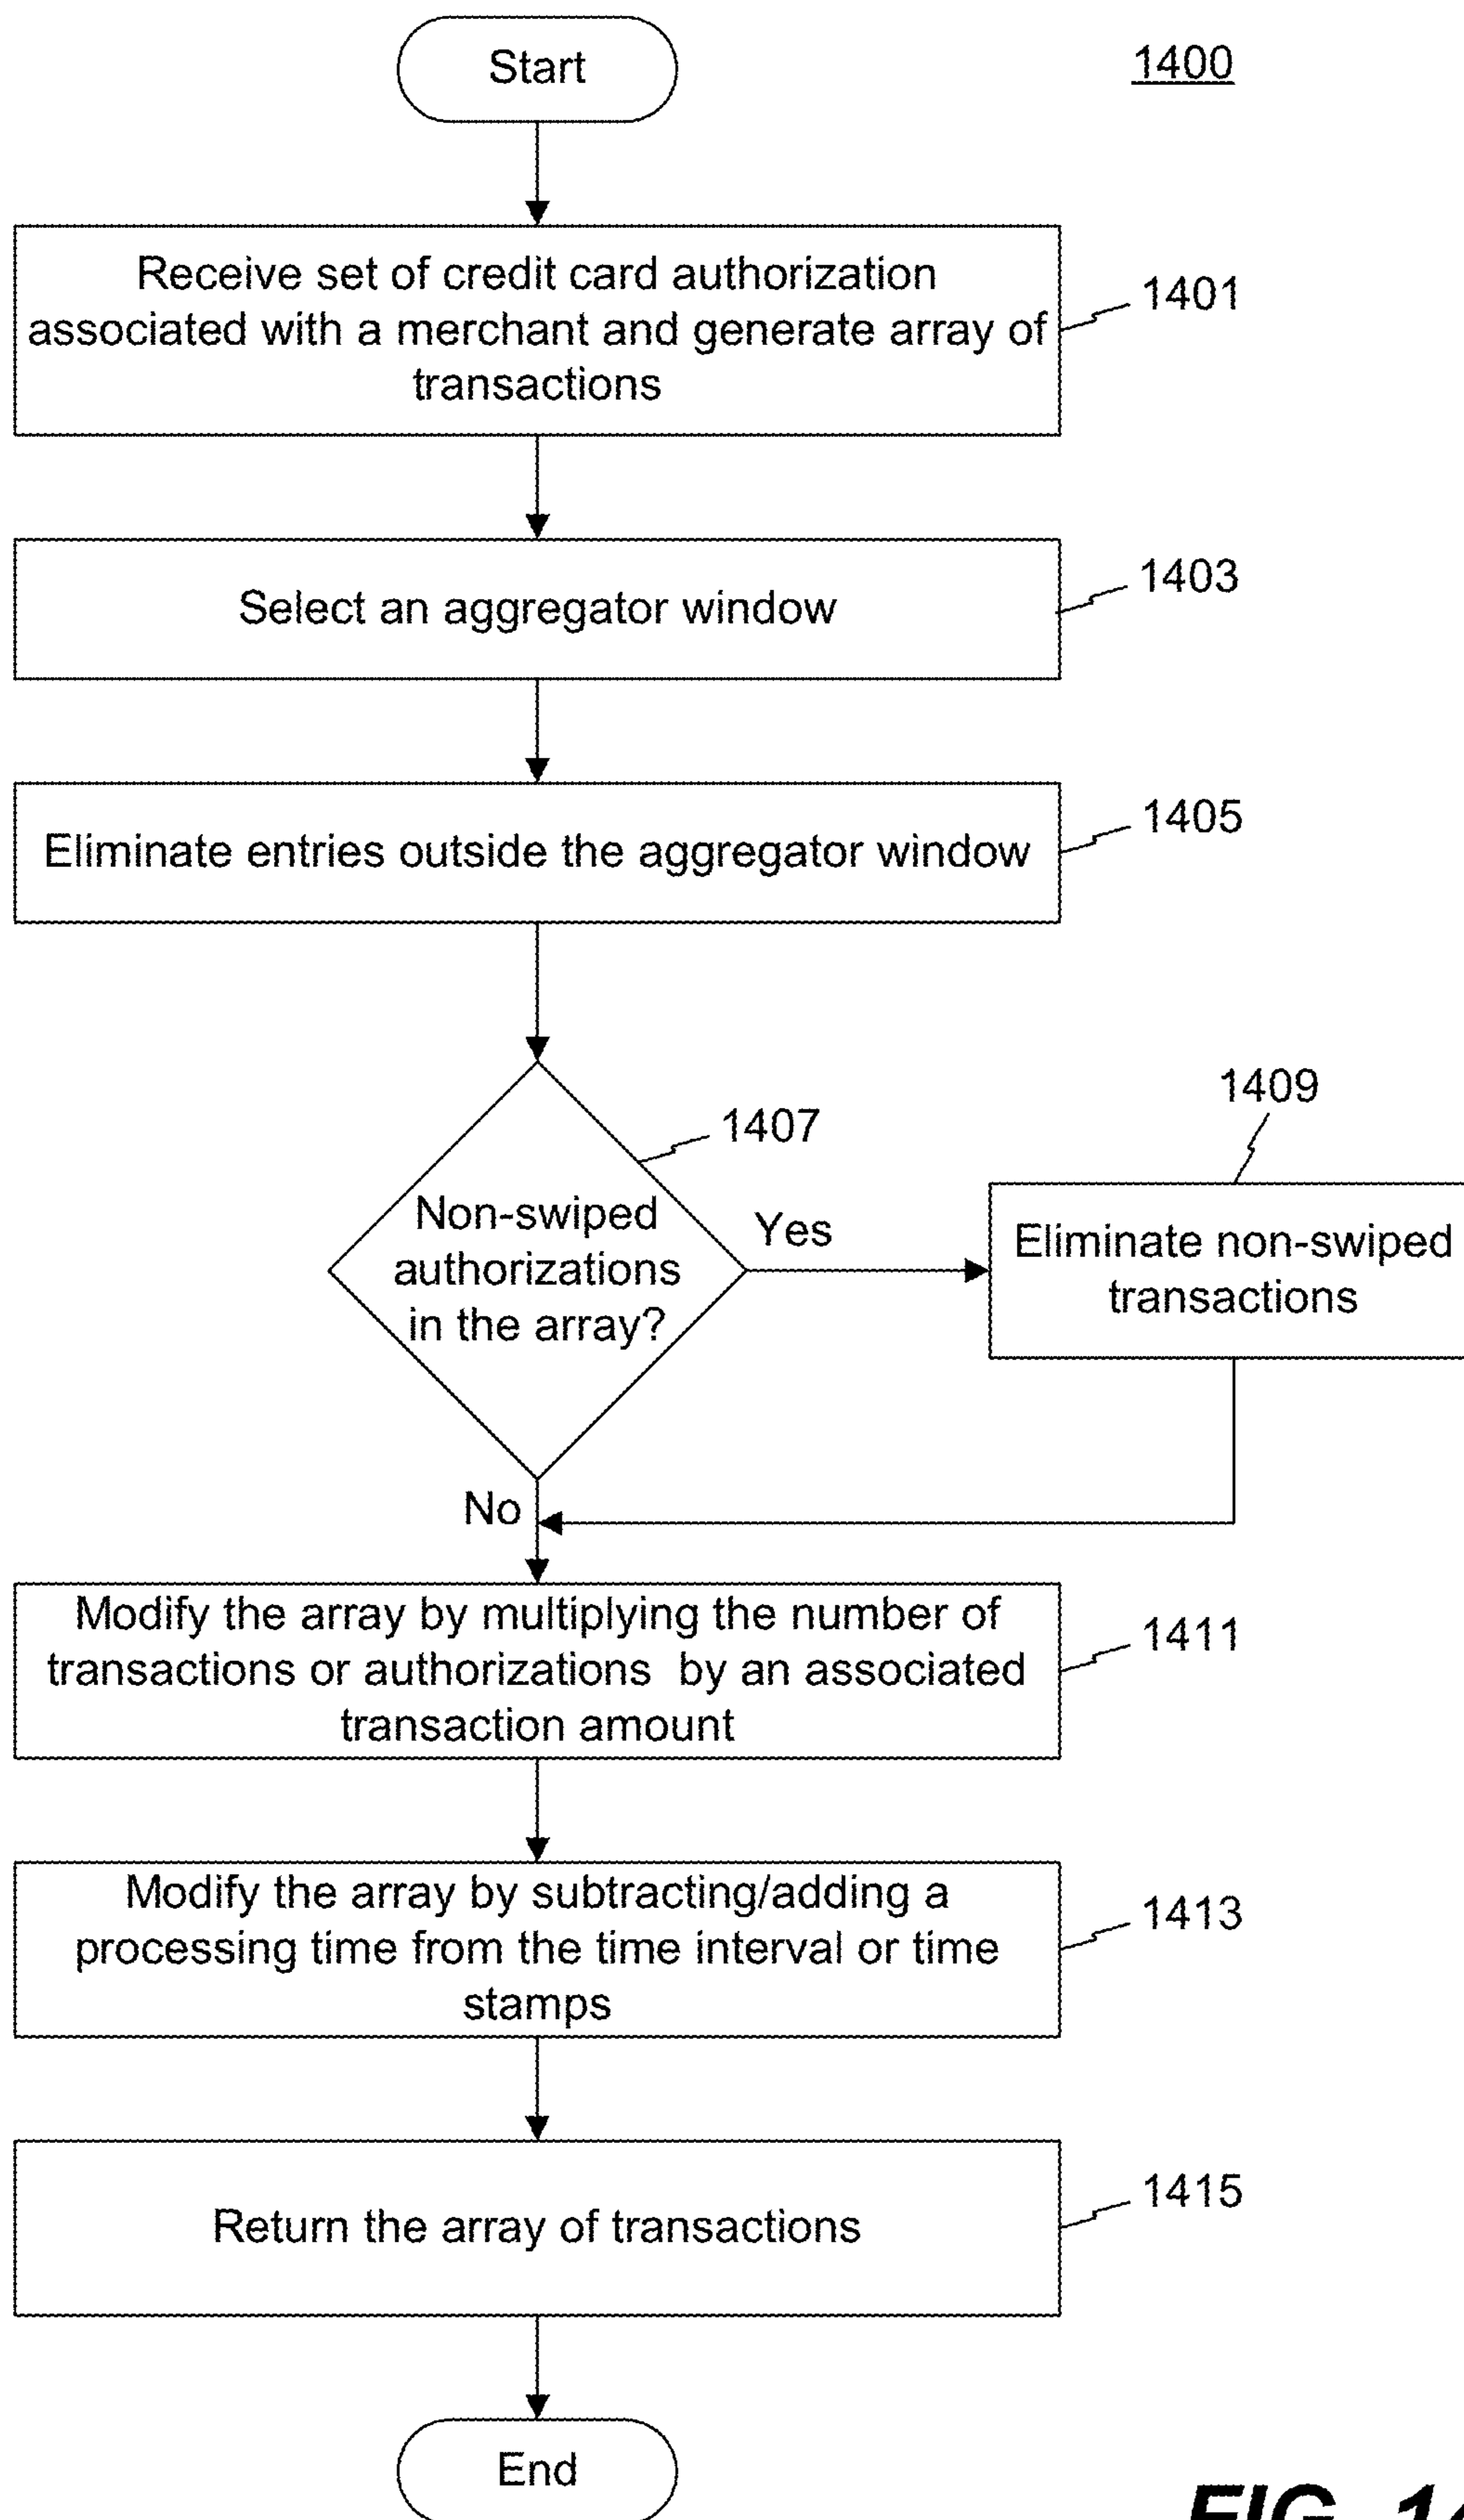 Start
1400
Receive set of credit card authorization
associated with a merchant and generate array of
transactions
1401
Select an aggregator window
1403
Eliminate entries outside the aggregator window
1405
Non-swiped
authorizations
in the array?
1407
Yes
1409
Eliminate non-swiped
transactions
No
Modify the array by multiplying the number of
transactions or authorizations by an associated
transaction amount
1411
Modify the array by subtracting/adding a
processing time from the time interval or time
stamps
1413
Return the array of transactions
1415
End
FIG. 14